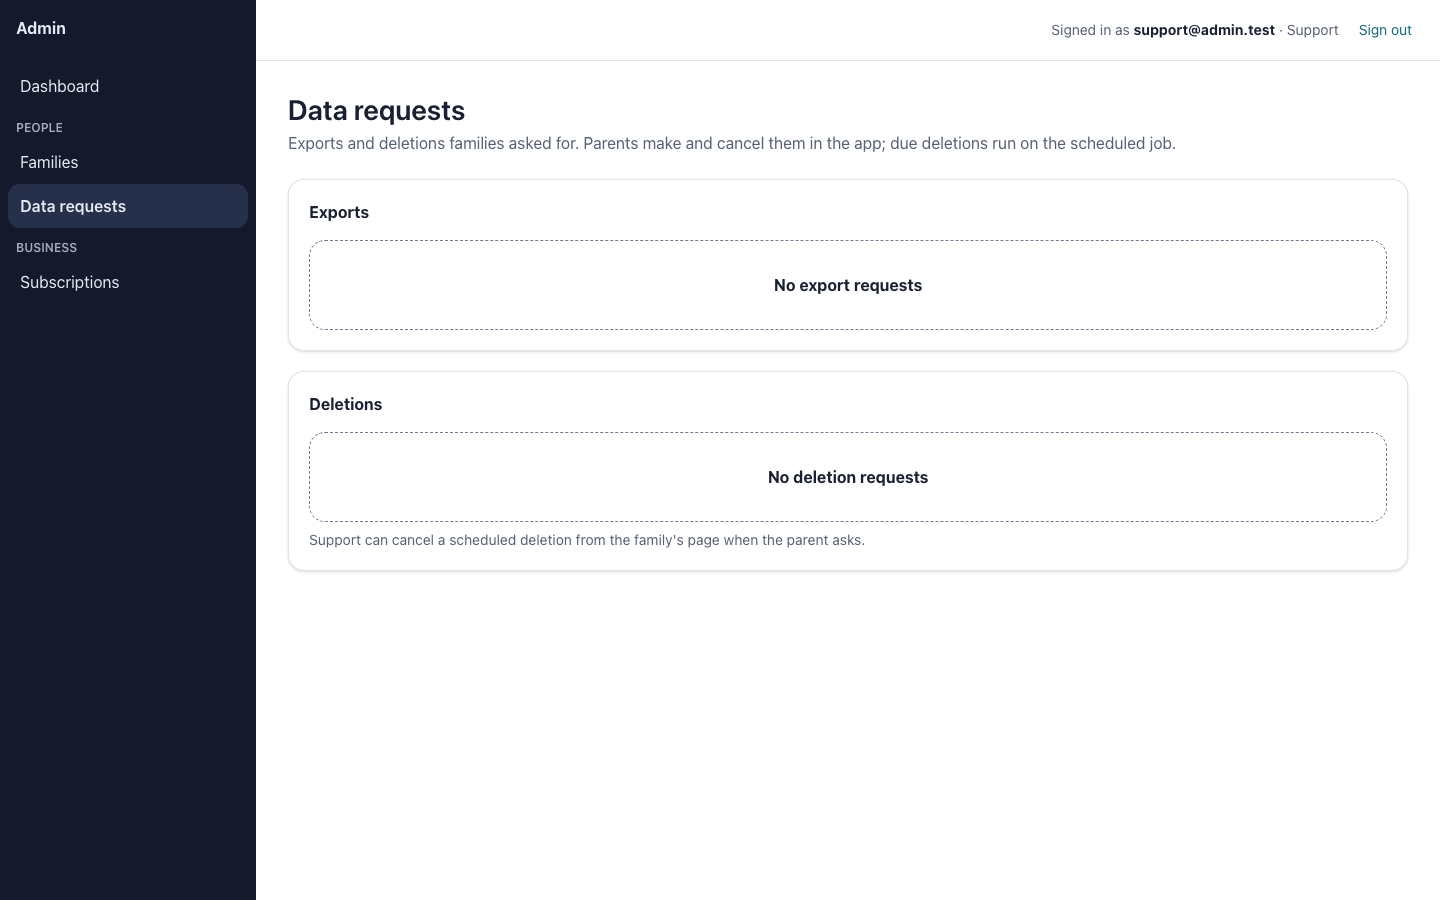 Admin
Signed in as support@admin.test · Support
Sign out
Dashboard
PEOPLE
Families
Data requests
BUSINESS
Subscriptions
Data requests
Exports and deletions families asked for. Parents make and cancel them in the app; due deletions run on the scheduled job.
Exports
No export requests
Deletions
No deletion requests
Support can cancel a scheduled deletion from the family's page when the parent asks.